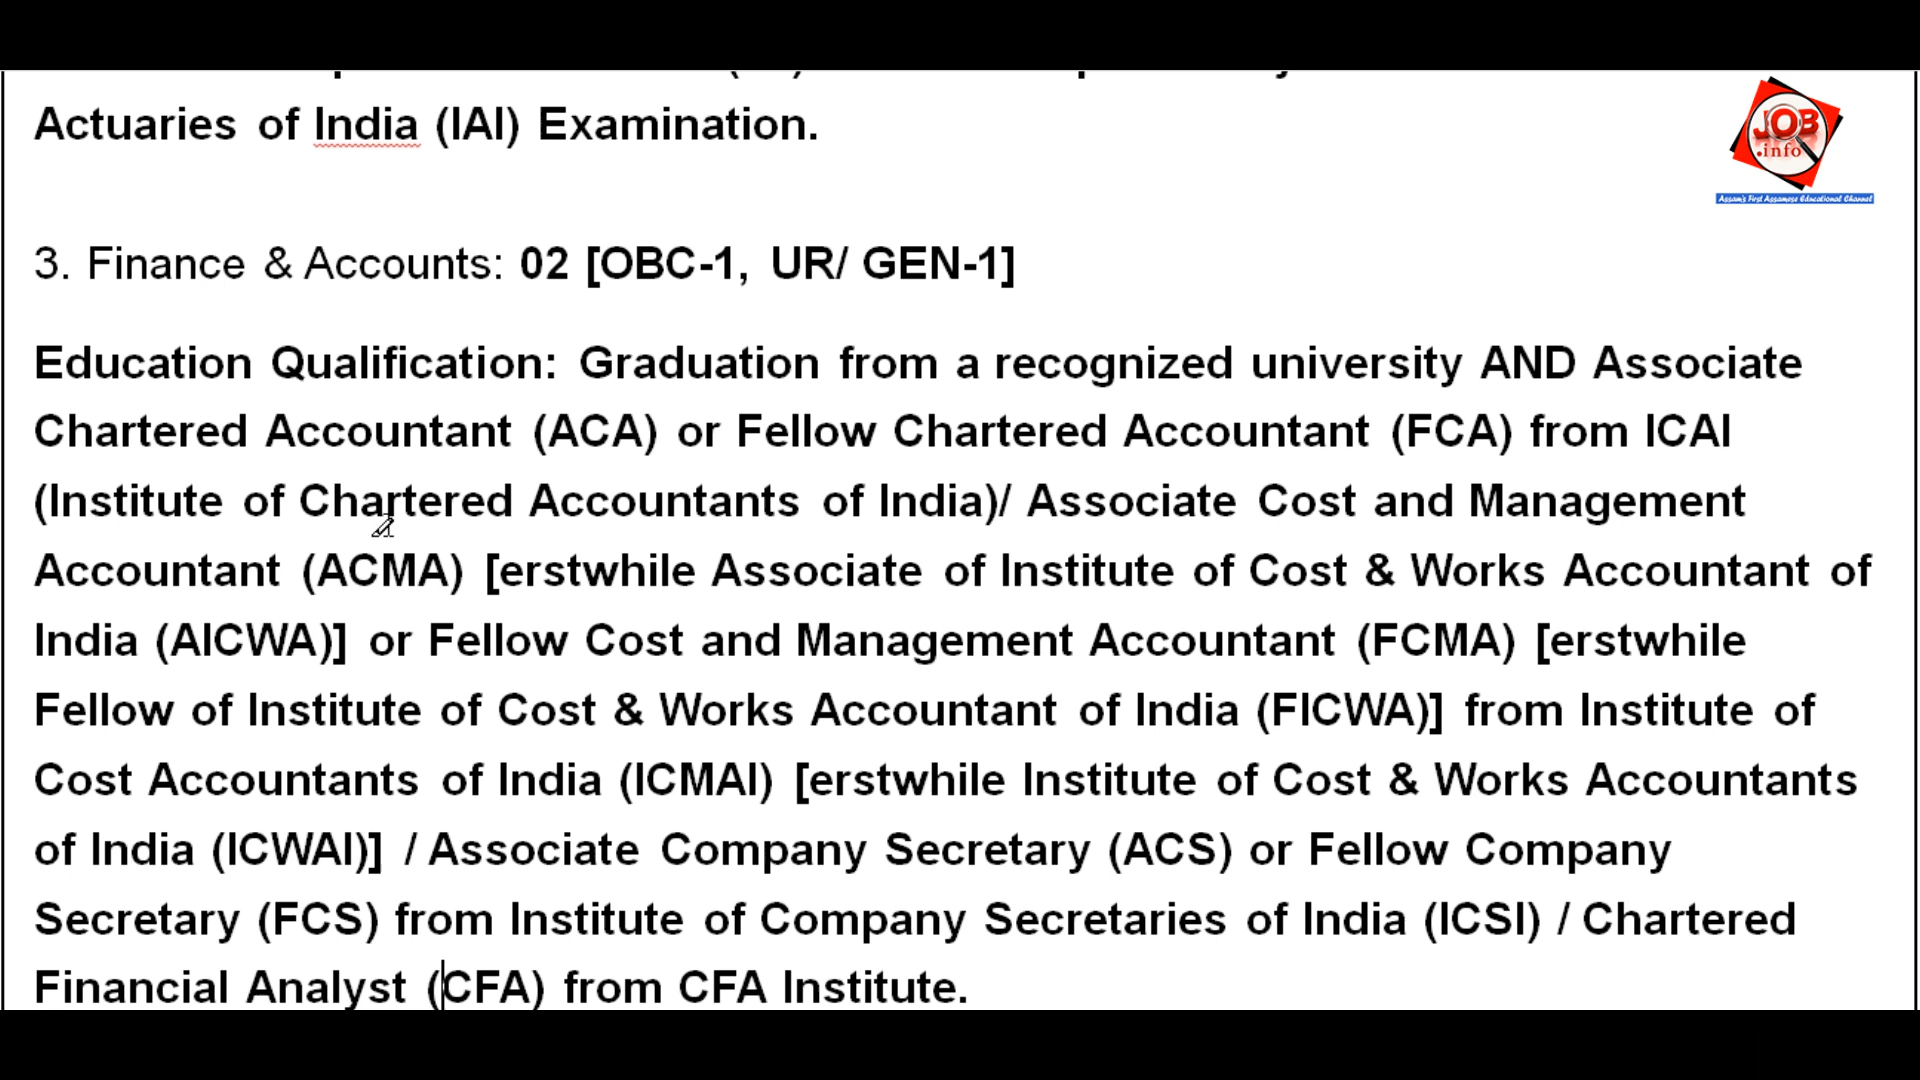 Actuaries of India (IAI) Examination.
JOB
.info
Assam's First Assamese Educational Channel
3. Finance & Accounts: 02 [OBC-1, UR/ GEN-1]
Education Qualification: Graduation from a recognized university AND Associate
Chartered Accountant (ACA) or Fellow Chartered Accountant (FCA) from ICAI
(Institute of Chartered Accountants of India)/ Associate Cost and Management
Accountant (ACMA) [erstwhile Associate of Institute of Cost & Works Accountant of
India (AICWA)] or Fellow Cost and Management Accountant (FCMA) [erstwhile
Fellow of Institute of Cost & Works Accountant of India (FICWA)] from Institute of
Cost Accountants of India (ICMAI) [erstwhile Institute of Cost & Works Accountants
of India (ICWAI)] / Associate Company Secretary (ACS) or Fellow Company
Secretary (FCS) from Institute of Company Secretaries of India (ICSI) / Chartered
Financial Analyst (CFA) from CFA Institute.